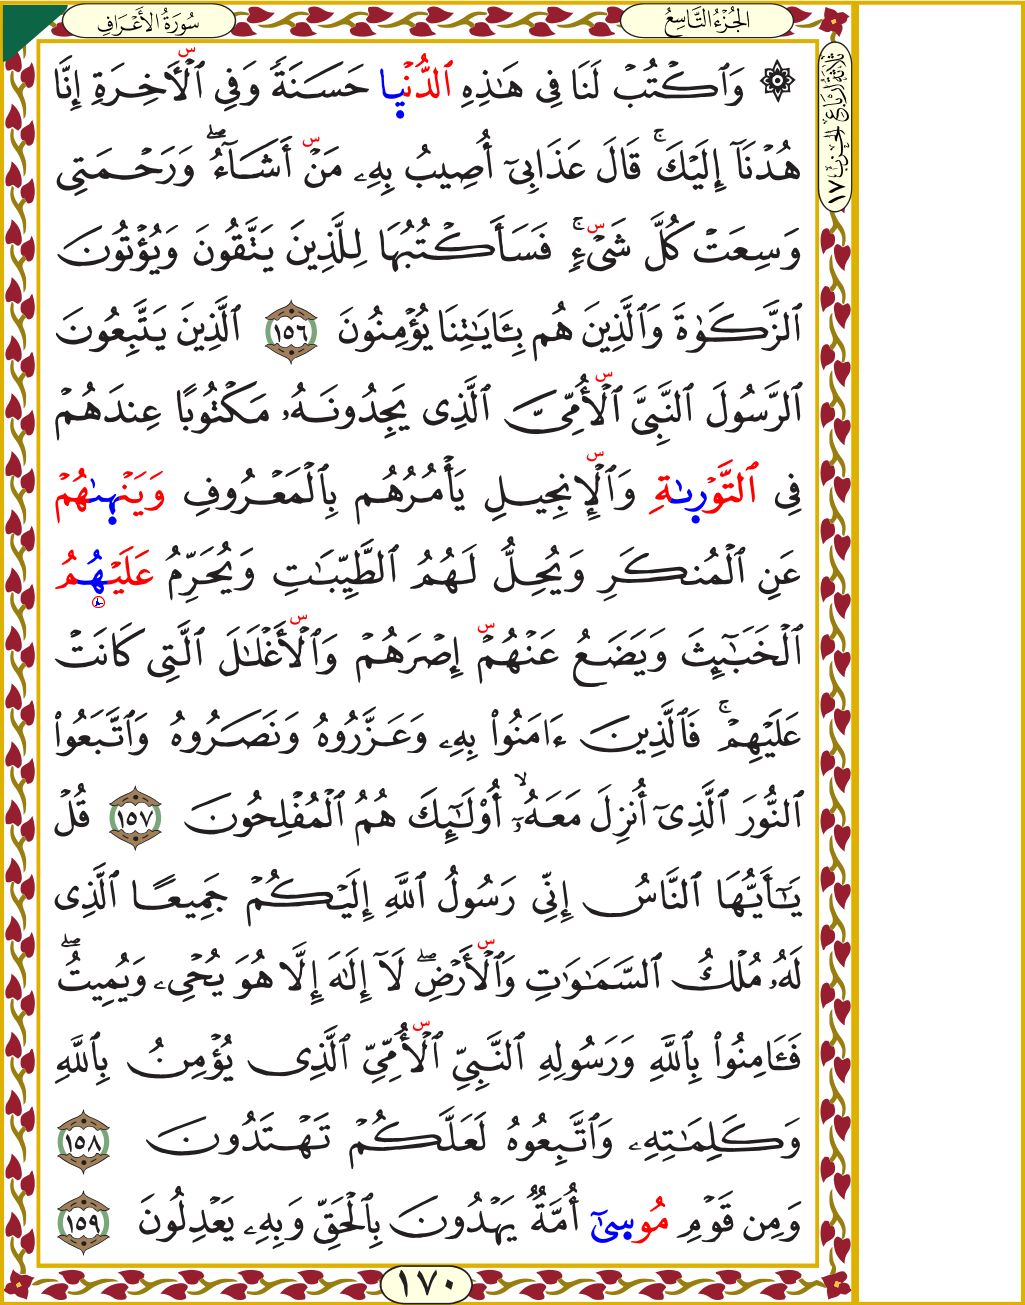 سُورَةُ الأَعْرَافِ
الجُزْءُ التَّاسِعُ
ثَلَاثَةُ أَرْبَاعِ الحِزْبِ ١٧
۞ وَٱكۡتُبۡ لَنَا فِى هَٰذِهِ ٱلدُّنۡيٜا حَسَنَةً وَفِي ٱلۡأٓخِرَةِ إِنَّا
هُدۡنَآ إِلَيۡكَۚ قَالَ عَذَابِىٓ أُصِيبُ بِهِۦ مَنۡ أَشَآءُۖ وَرَحۡمَتِى
وَسِعَتۡ كُلَّ شَىۡءٍۚ فَسَأَكۡتُبُهَا لِلَّذِينَ يَتَّقُونَ وَيُؤۡتُونَ
ٱلزَّكَوٰةَ وَٱلَّذِينَ هُم بِـَٔايَٰتِنَا يُؤۡمِنُونَ ١٥٦ ٱلَّذِينَ يَتَّبِعُونَ
ٱلرَّسُولَ ٱلنَّبِىَّ ٱلۡأُمِّىَّ ٱلَّذِى يَجِدُونَهُۥ مَكۡتُوبًا عِندَهُمۡ
فِى ٱلتَّوۡرٜىٰةِ وَٱلۡإِنجِيلِ يَأۡمُرُهُم بِٱلۡمَعۡرُوفِ وَيَنۡهٜىٰهُمۡ
عَنِ ٱلۡمُنكَرِ وَيُحِلُّ لَهُمُ ٱلطَّيِّبَٰتِ وَيُحَرِّمُ عَلَيۡهُمُ
ٱلۡخَبَٰٓئِثَ وَيَضَعُ عَنۡهُمۡ إِصۡرَهُمۡ وَٱلۡأَغۡلَٰلَ ٱلَّتِى كَانَتۡ
عَلَيۡهِمۡۚ فَٱلَّذِينَ ءَامَنُواْ بِهِۦ وَعَزَّرُوهُ وَنَصَرُوهُ وَٱتَّبَعُواْ
ٱلنُّورَ ٱلَّذِىٓ أُنزِلَ مَعَهُۥٓۙ أُوْلَٰٓئِكَ هُمُ ٱلۡمُفۡلِحُونَ ١٥٧ قُلۡ
يَٰٓأَيُّهَا ٱلنَّاسُ إِنِّى رَسُولُ ٱللَّهِ إِلَيۡكُمۡ جَمِيعًا ٱلَّذِى
لَهُۥ مُلۡكُ ٱلسَّمَٰوَٰتِ وَٱلۡأَرۡضِۖ لَآ إِلَٰهَ إِلَّا هُوَ يُحۡىِۦ وَيُمِيتُۖ
فَـَٔامِنُواْ بِٱللَّهِ وَرَسُولِهِ ٱلنَّبِىِّ ٱلۡأُمِّىِّ ٱلَّذِى يُؤۡمِنُ بِٱللَّهِ
وَكَلِمَٰتِهِۦ وَٱتَّبِعُوهُ لَعَلَّكُمۡ تَهۡتَدُونَ ١٥٨
وَمِن قَوۡمِ مُوسٜىٰٓ أُمَّةٌ يَهۡدُونَ بِٱلۡحَقِّ وَبِهِۦ يَعۡدِلُونَ ١٥٩
١٧٠